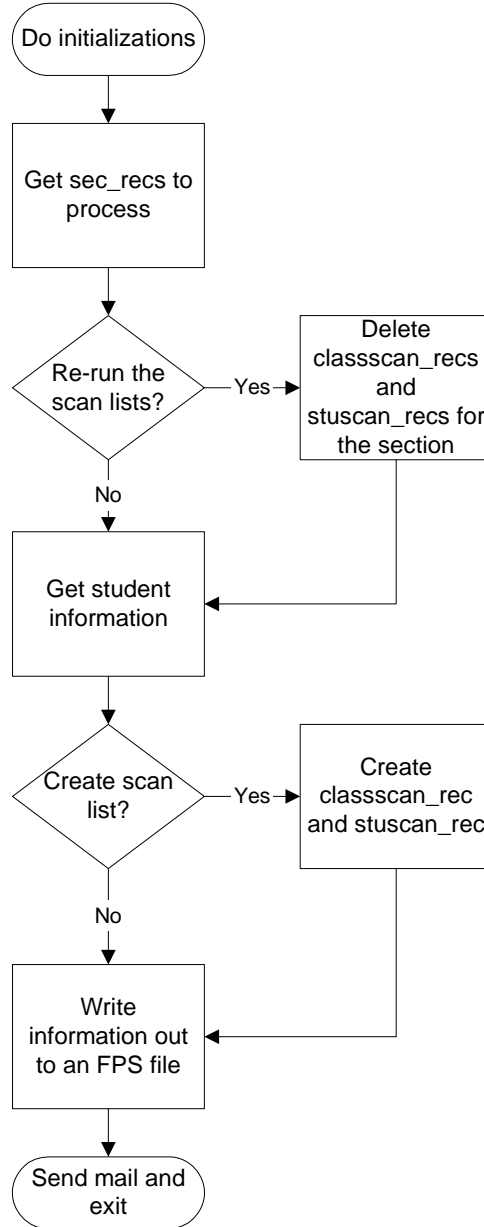 Do initializations
Get sec_recs to
process
Re-run the
scan lists?
Yes
Delete
classscan_recs
and
stuscan_recs for
the section
No
Get student
information
Create scan
list?
Yes
Create
classscan_rec
and stuscan_rec
No
Write
information out
to an FPS file
Send mail and
exit